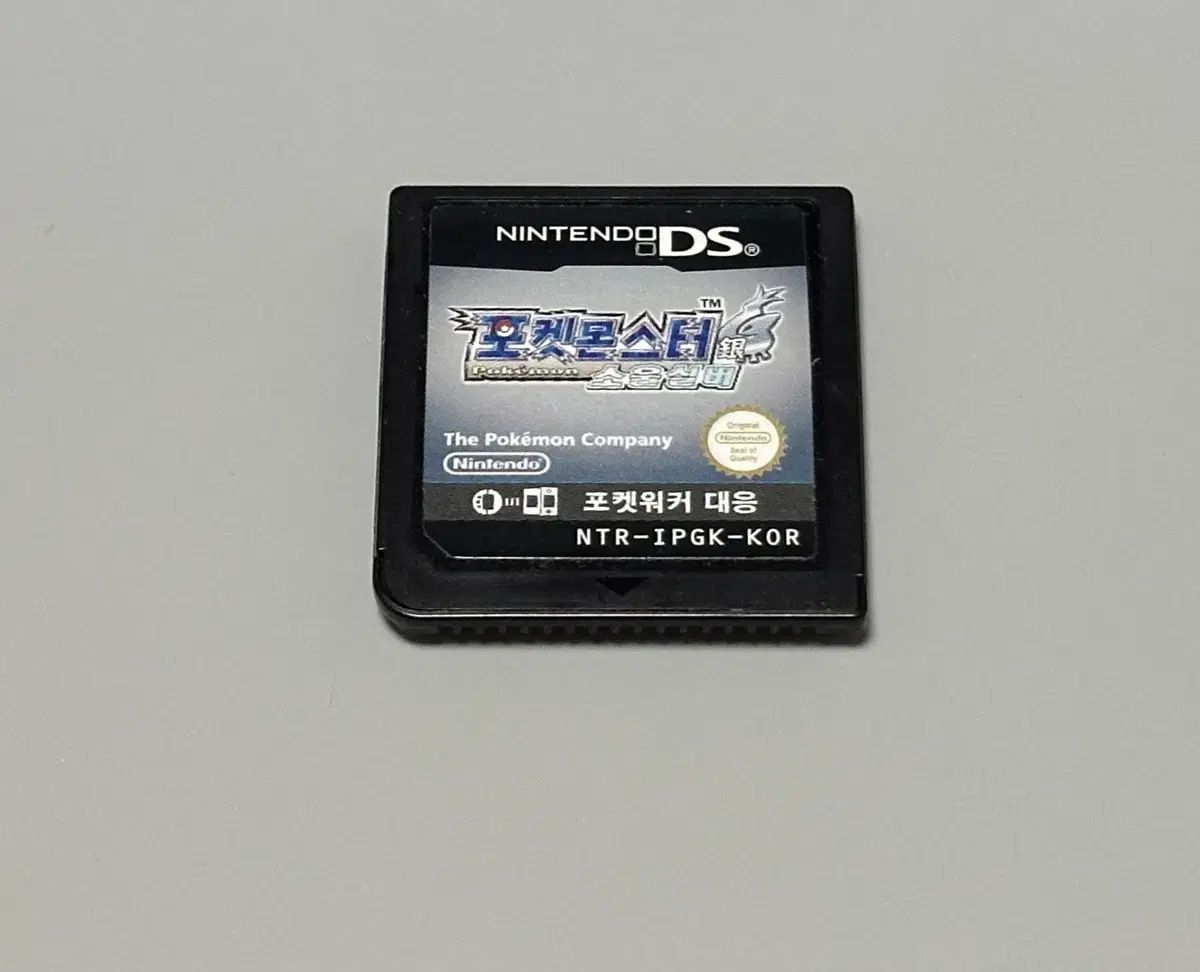 NINTENDO DS®
포켓몬스터™
銀
Pokémon 소울실버
The Pokémon Company
Nintendo®
Original
Nintendo
Seal of
Quality
포켓워커 대응
NTR-IPGK-KOR